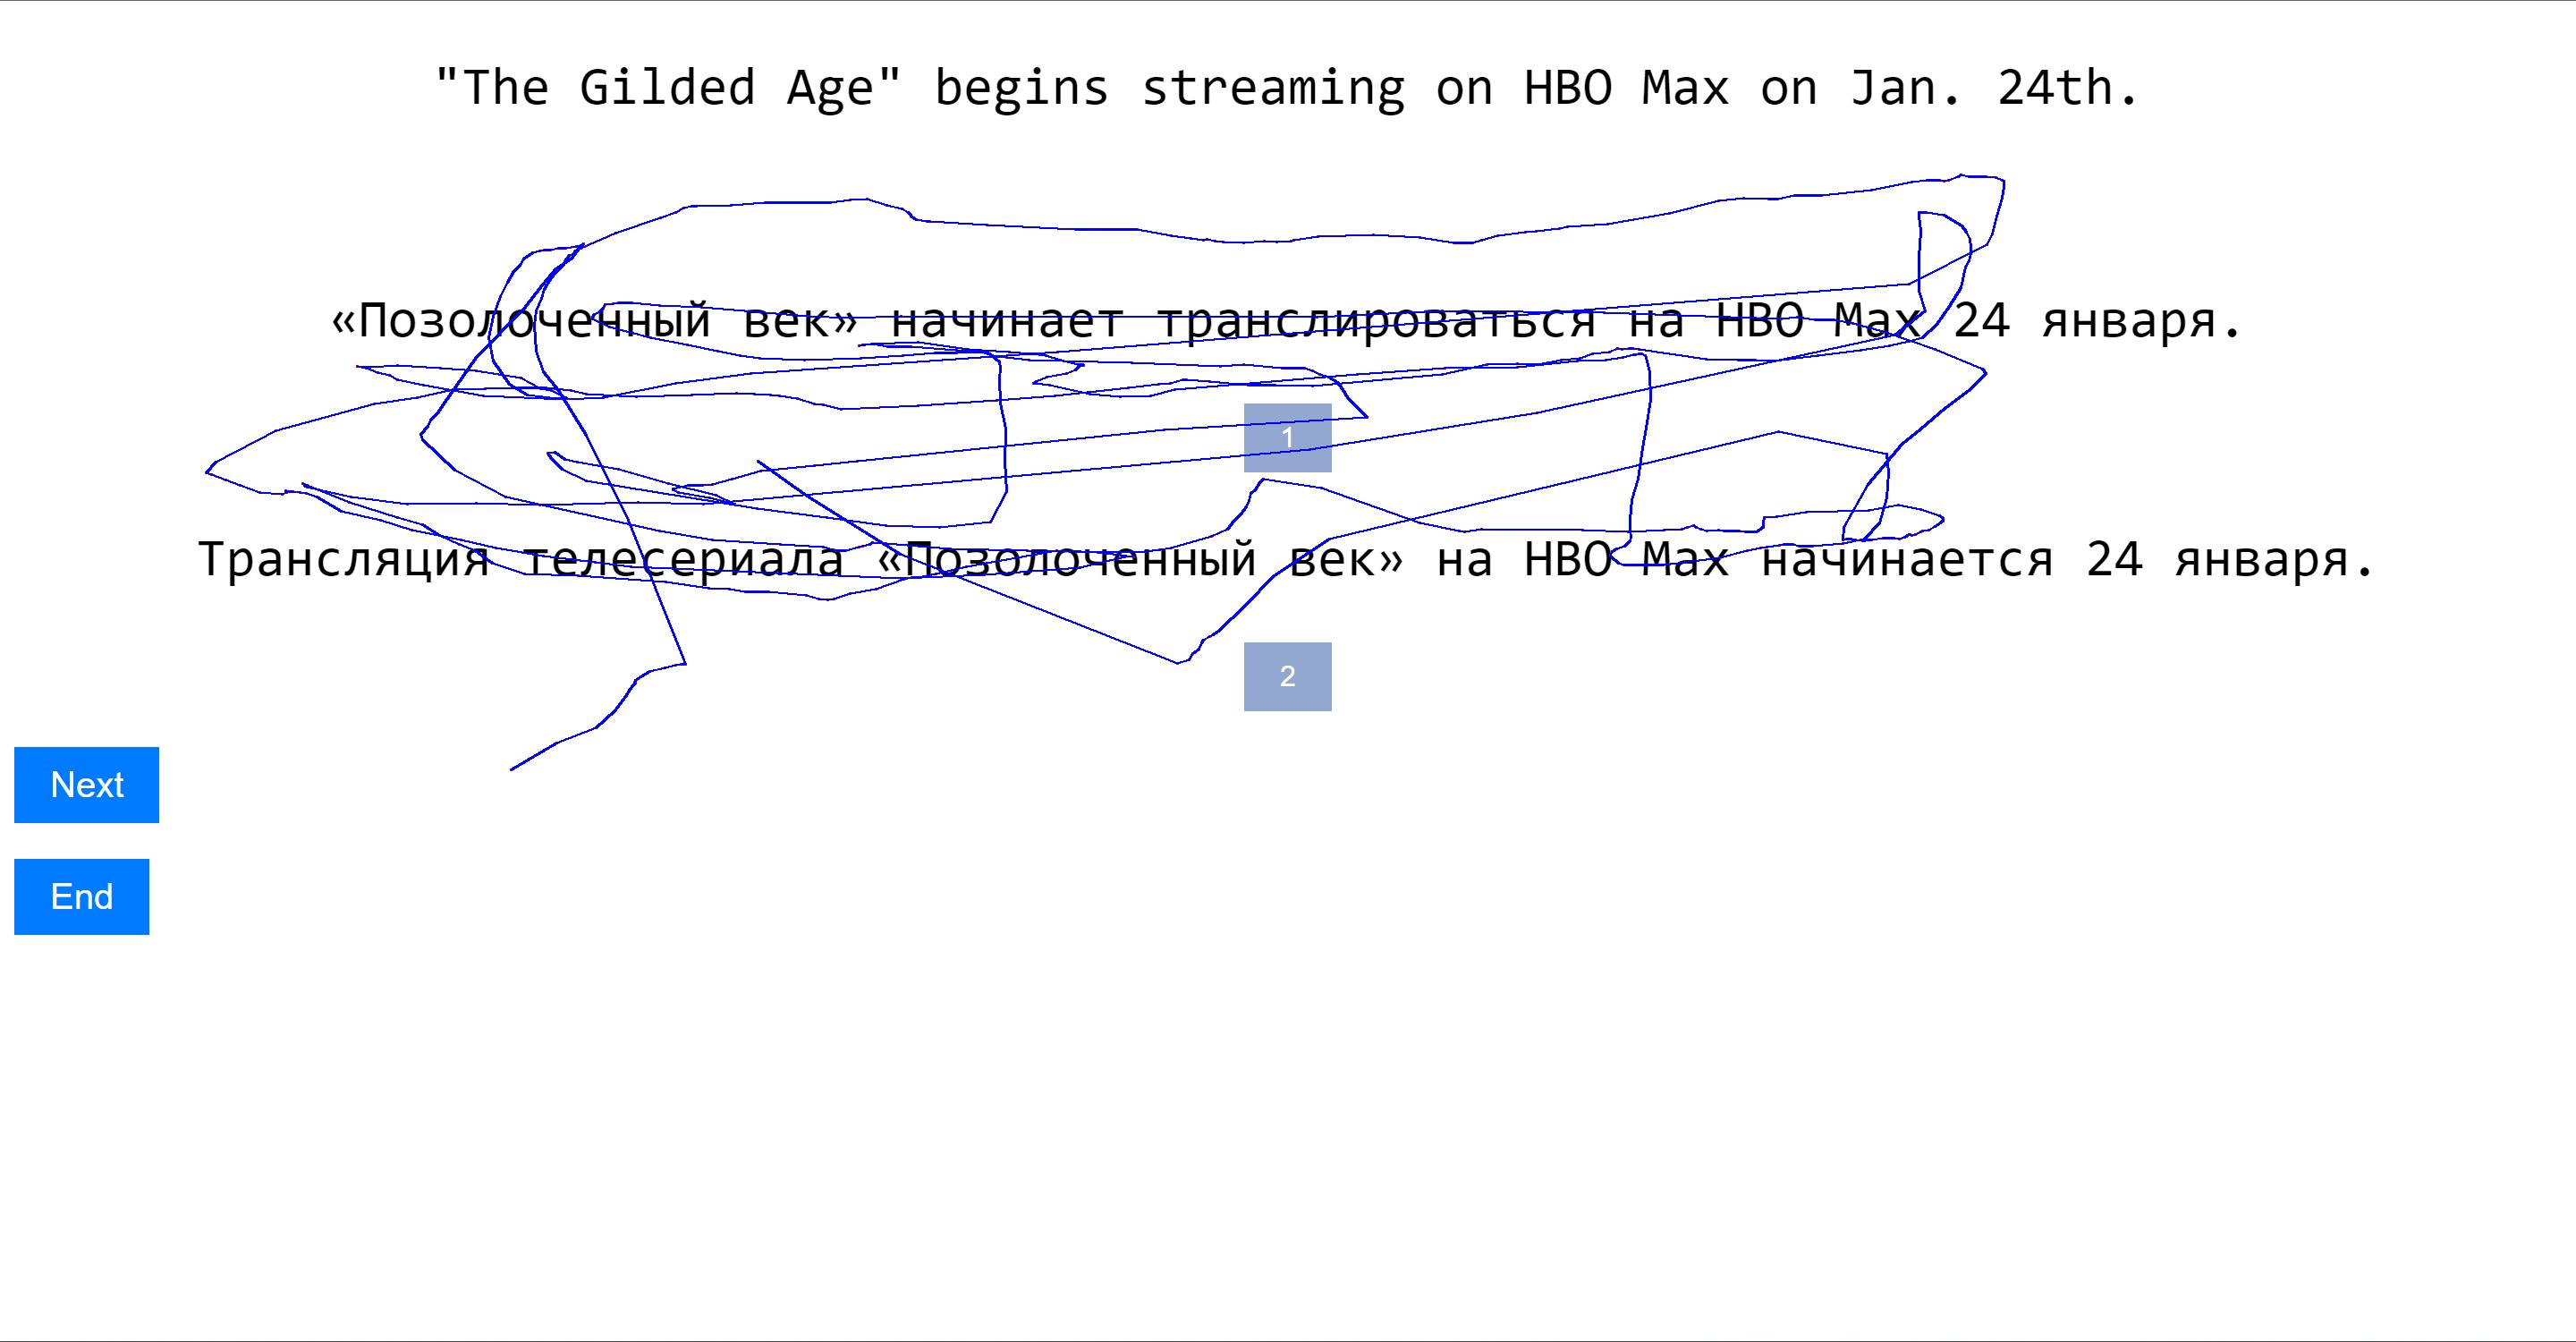 "The Gilded Age" begins streaming on HBO Max on Jan. 24th.
«Позолоченный век» начинает транслироваться на HBO Max 24 января.
1
Трансляция телесериала «Позолоченный век» на HBO Max начинается 24 января.
2
Next
End